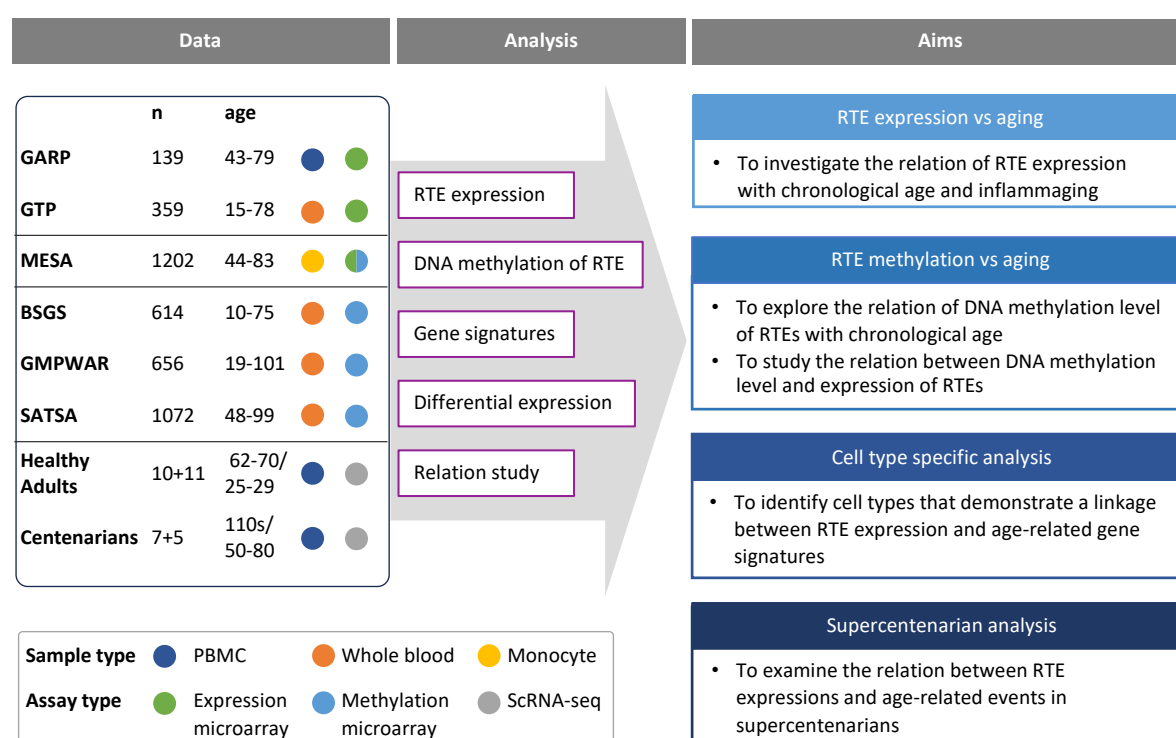 Data
Analysis
Aims
n age
GARP 139 43-79
GTP 359 15-78
MESA 1202 44-83
BSGS 614 10-75
GMPWAR 656 19-101
SATSA 1072 48-99
Healthy
Adults
10+11
62-70/
25-29
Centenarians 7+5
110s/
50-80
Sample type PBMC Whole blood Monocyte
Assay type Expression
microarray
Methylation
microarray
ScRNA-seq
RTE expression
DNA methylation of RTE
Gene signatures
Differential expression
Relation study
RTE expression vs aging
• To investigate the relation of RTE expression
with chronological age and inflammaging
RTE methylation vs aging
• To explore the relation of DNA methylation level
of RTEs with chronological age
• To study the relation between DNA methylation
level and expression of RTEs
Cell type specific analysis
• To identify cell types that demonstrate a linkage
between RTE expression and age-related gene
signatures
Supercentenarian analysis
• To examine the relation between RTE
expressions and age-related events in
supercentenarians